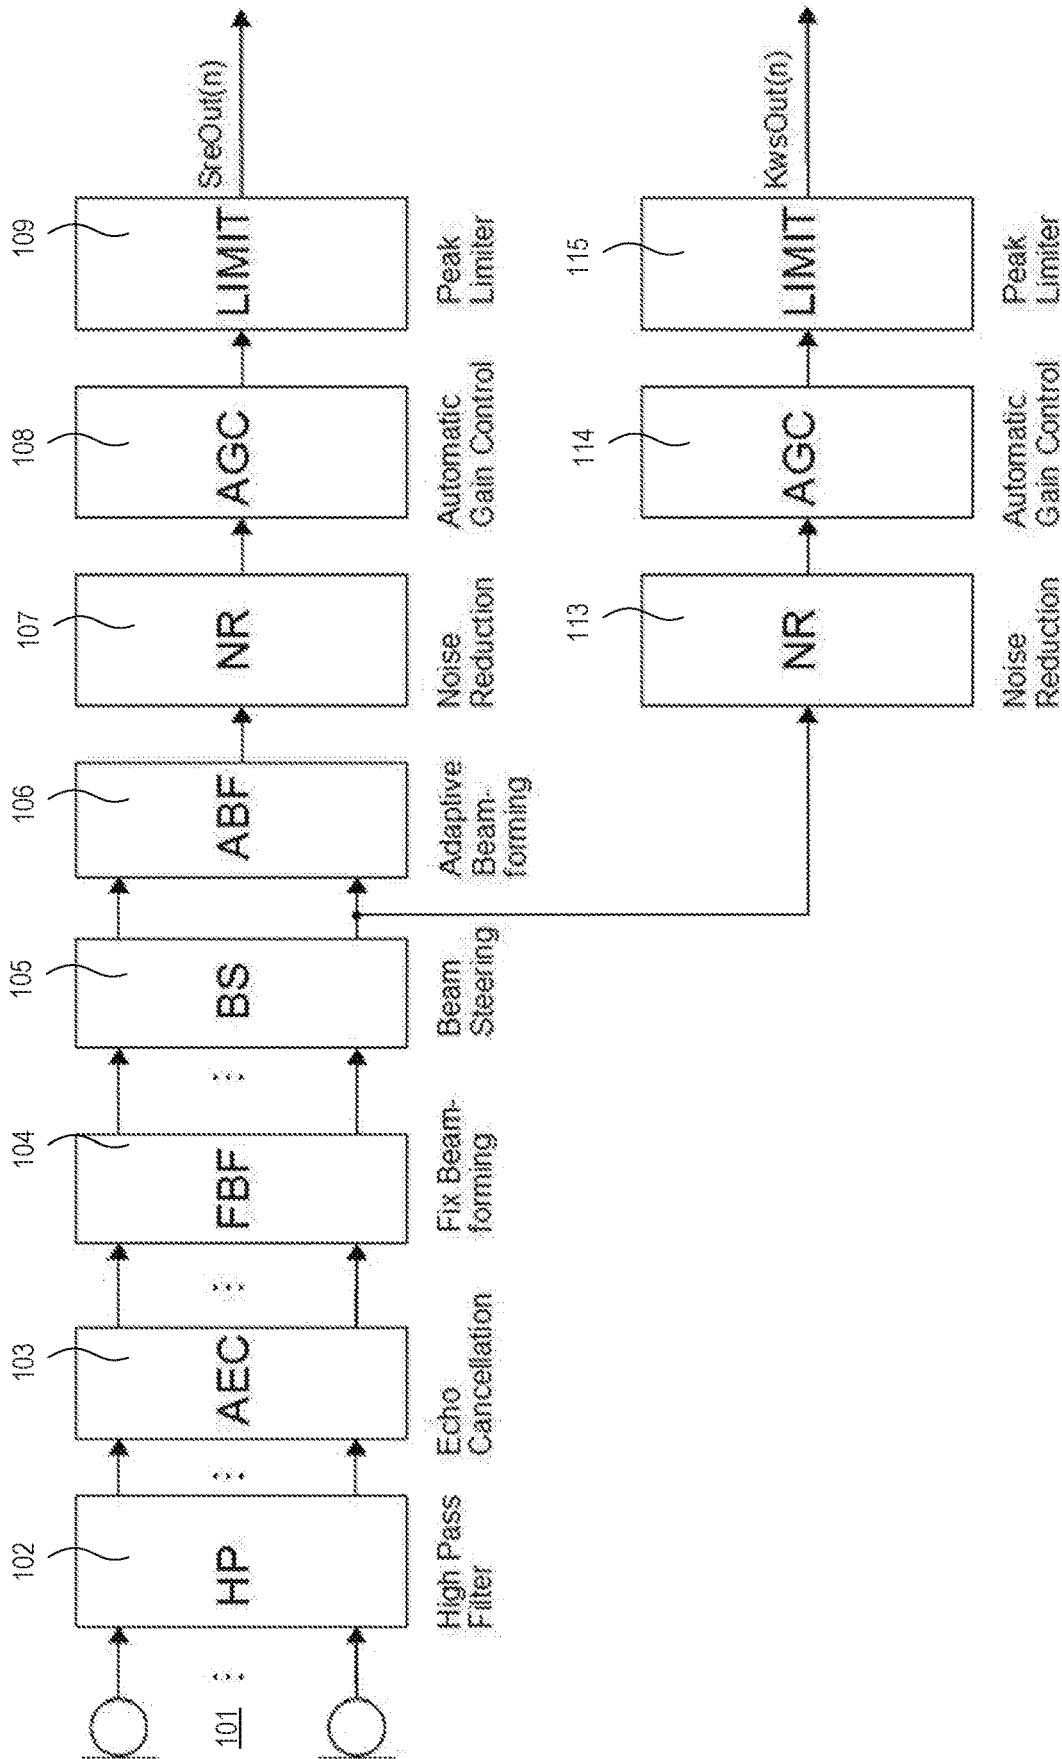 101
102
HP
High Pass
Filter
103
AEC
Echo
Cancellation
104
FBF
Fix Beam-
forming
105
BS
Beam
Steering
106
ABF
Adaptive
Beam-
forming
107
NR
Noise
Reduction
108
AGC
Automatic
Gain Control
109
LIMIT
Peak
Limiter
SreOut(n)
113
NR
Noise
Reduction
114
AGC
Automatic
Gain Control
115
LIMIT
Peak
Limiter
KwsOut(n)